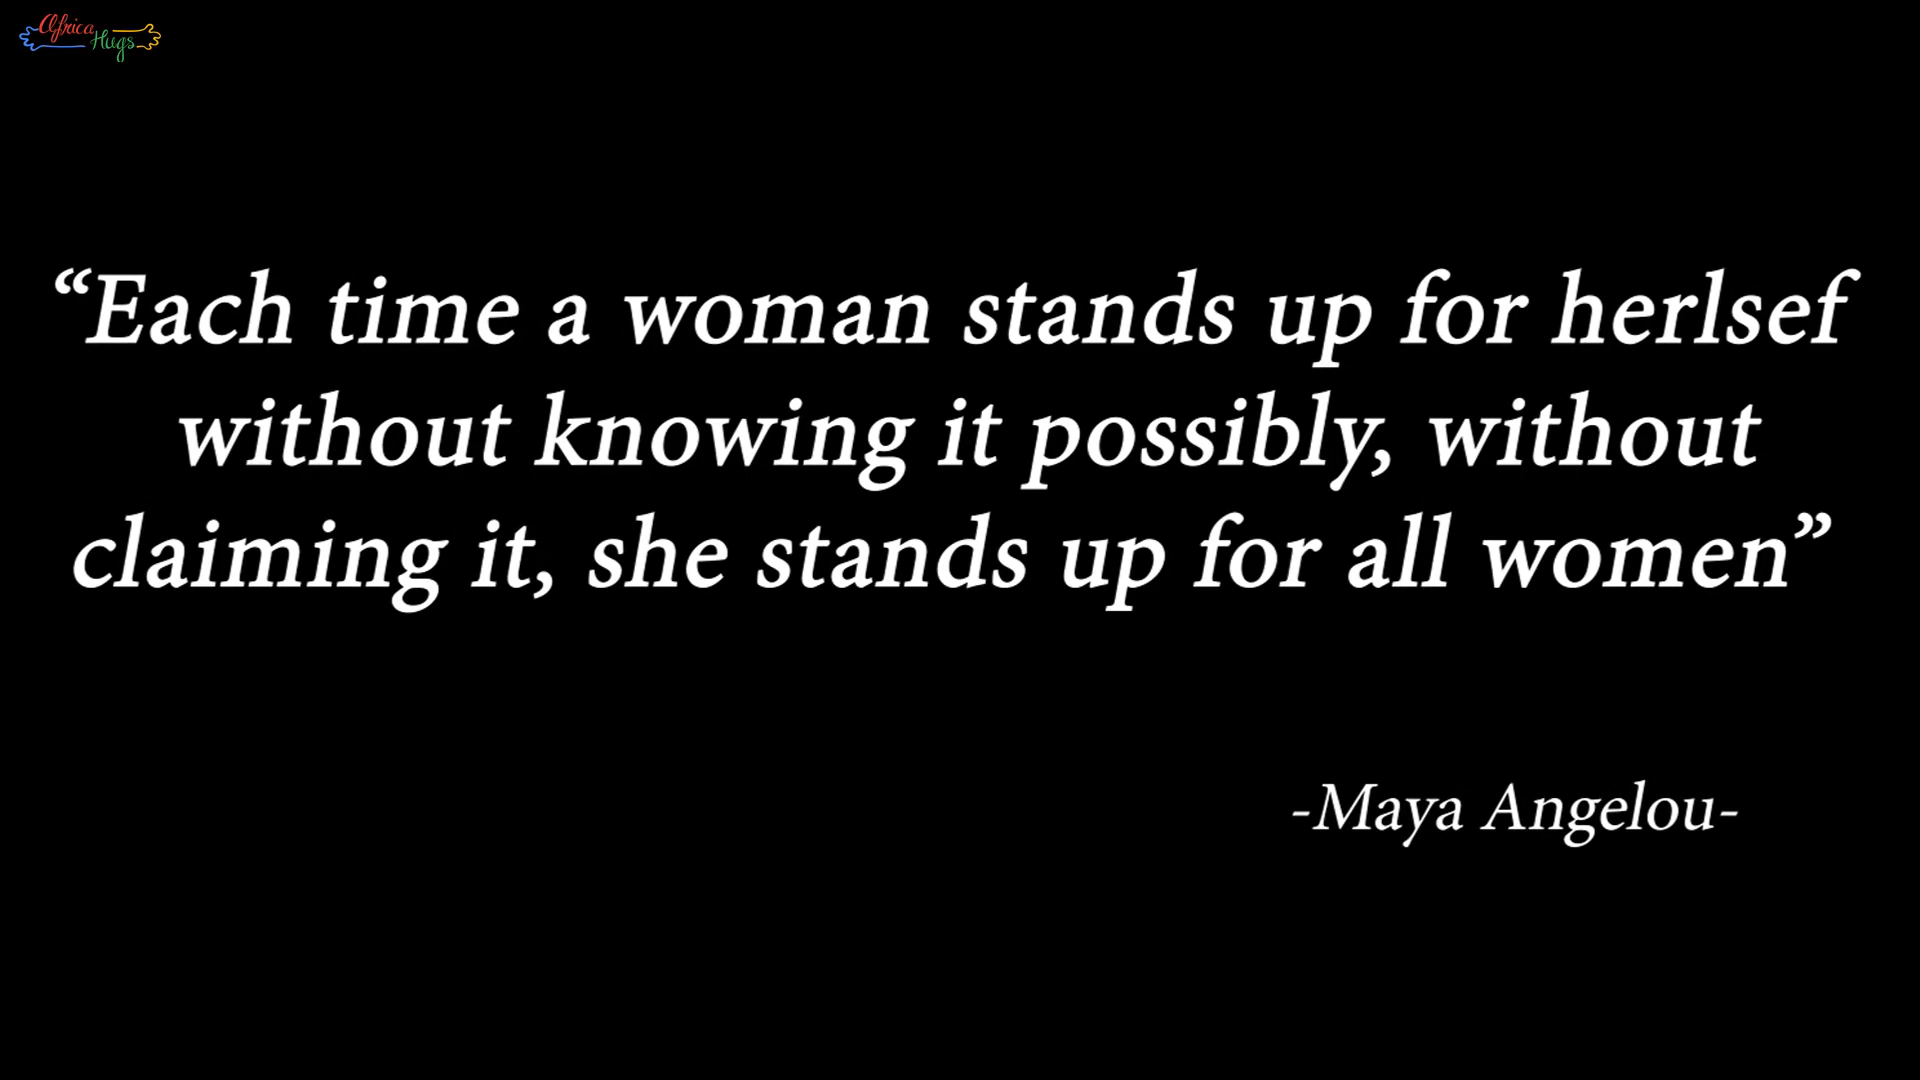 Africa
Hugs
“Each time a woman stands up for herlsef
without knowing it possibly, without
claiming it, she stands up for all women”
-Maya Angelou-